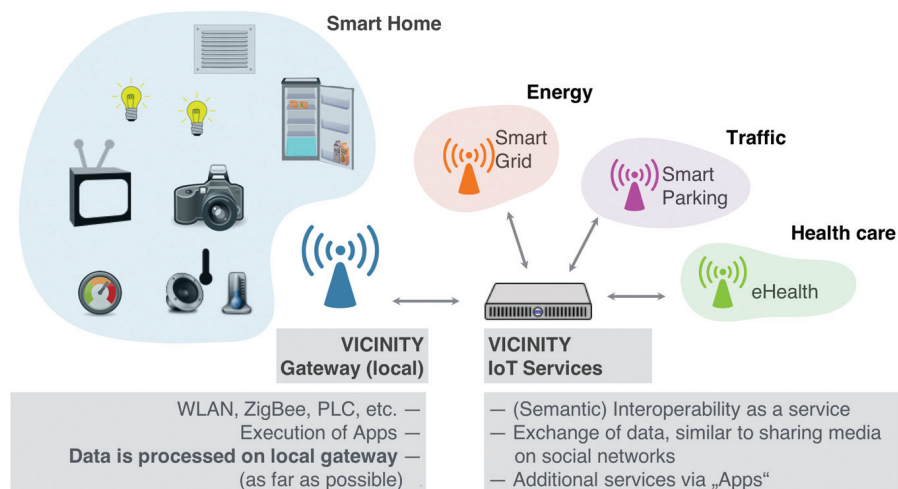 Smart Home
Energy
Smart
Grid
Traffic
Smart
Parking
Health care
eHealth
VICINITY
Gateway (local)
VICINITY
IoT Services
WLAN, ZigBee, PLC, etc. —
Execution of Apps —
Data is processed on local gateway —
(as far as possible)
— (Semantic) Interoperability as a service
— Exchange of data, similar to sharing media
on social networks
— Additional services via „Apps“